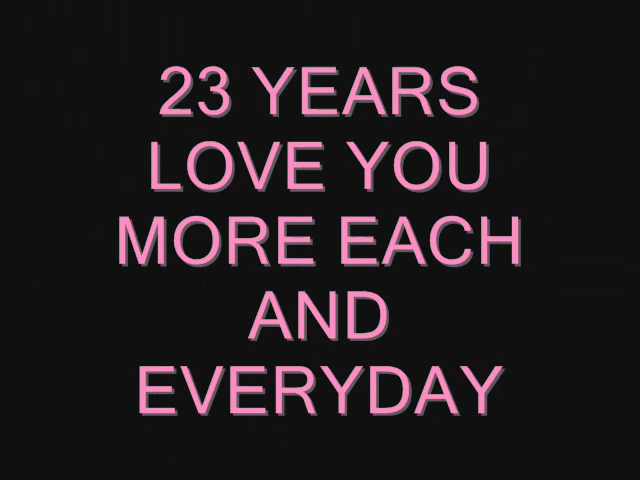 23 YEARS
LOVE YOU
MORE EACH
AND
EVERYDAY